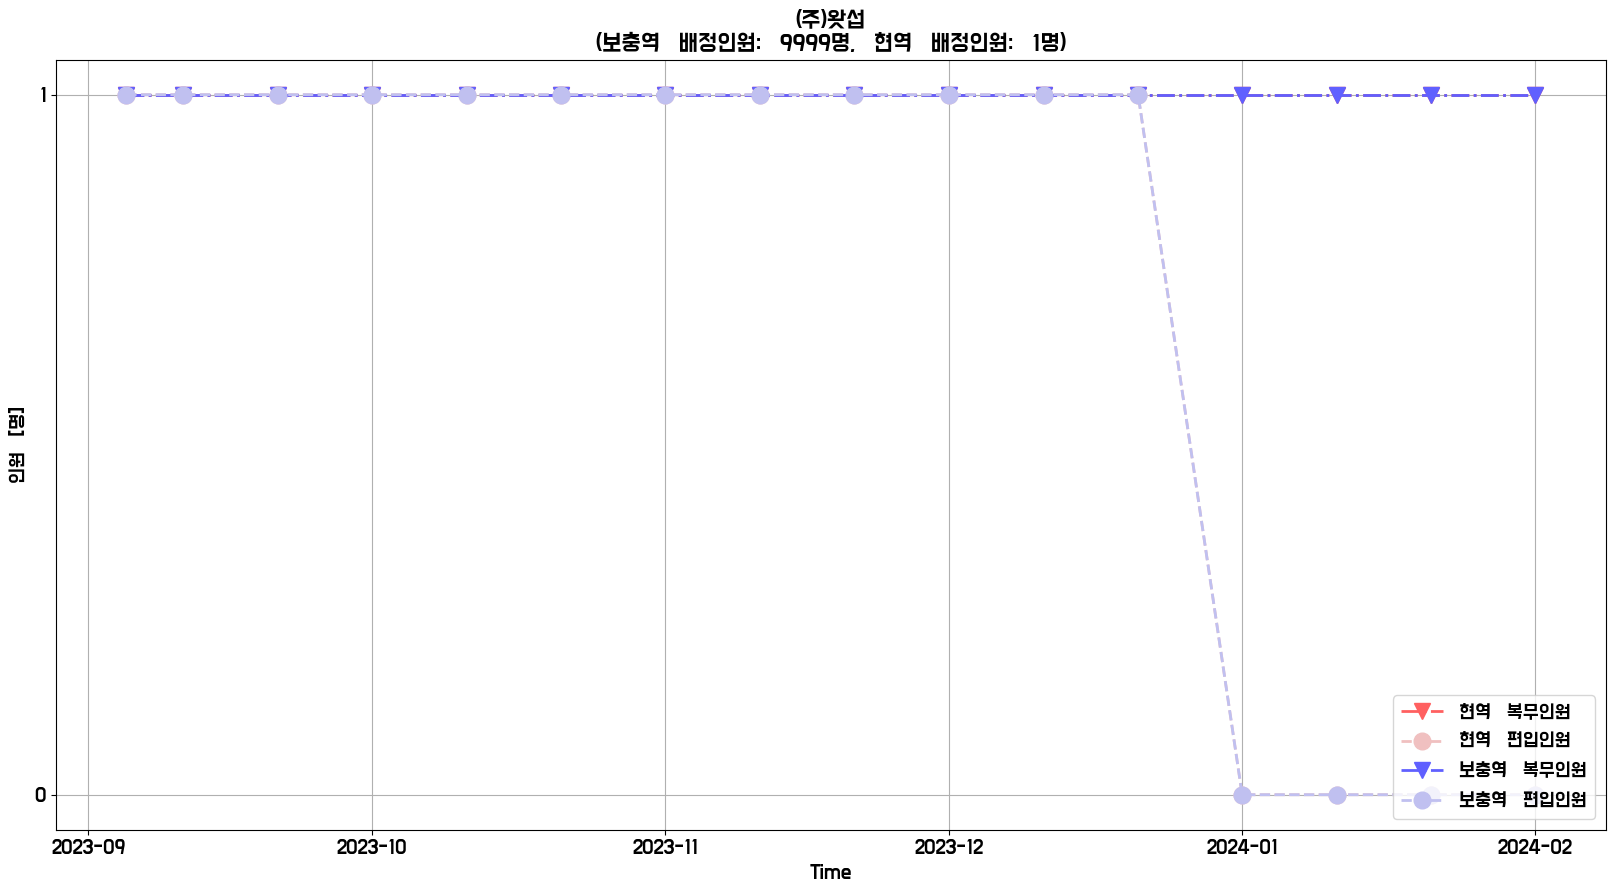 (주)왓섭
(보충역 배정인원: 9999명, 현역 배정인원: 1명)
1
0
인원 [명]
2023-09 2023-10 2023-11 2023-12 2024-01 2024-02
Time
현역 복무인원
현역 편입인원
보충역 복무인원
보충역 편입인원